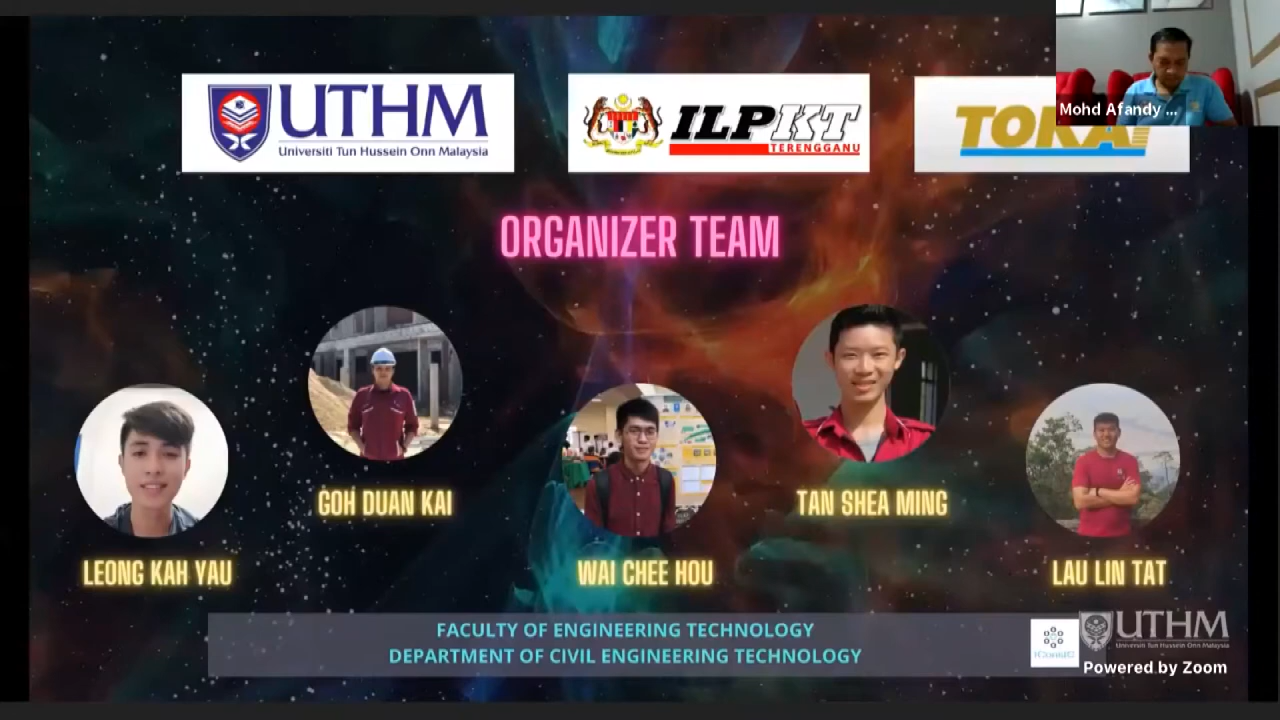 UTHM
Universiti Tun Hussein Onn Malaysia
ILPKT
TERENGGANU
TOKAI
Mohd Afandy ...
ORGANIZER TEAM
GOH DUAN KAI
TAN SHEA MING
LEONG KAH YAU
WAI CHEE HOU
LAU LIN TAT
FACULTY OF ENGINEERING TECHNOLOGY
DEPARTMENT OF CIVIL ENGINEERING TECHNOLOGY
UTHM
Universiti Tun Hussein Onn Malaysia
Powered by Zoom